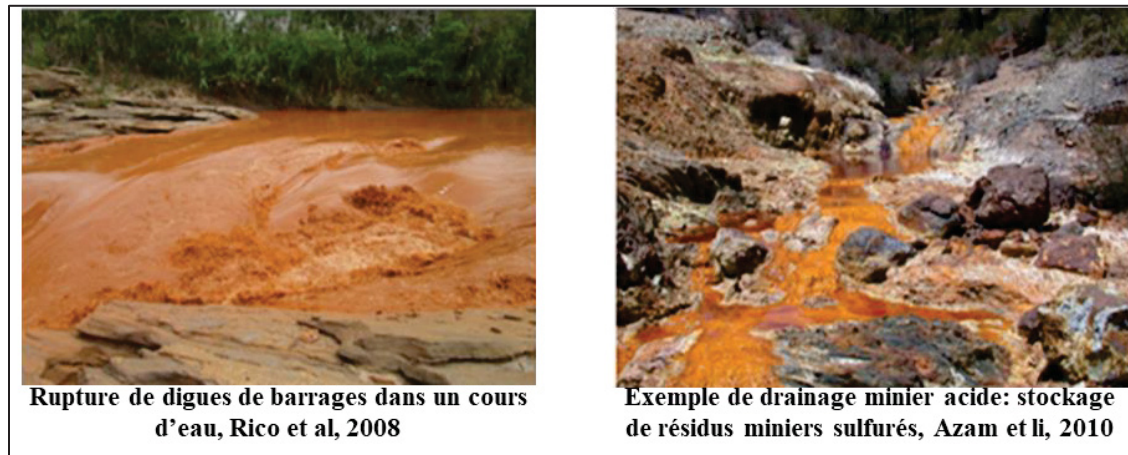 Rupture de digues de barrages dans un cours
d'eau, Rico et al, 2008
Exemple de drainage minier acide: stockage
de résidus miniers sulfurés, Azam et li, 2010